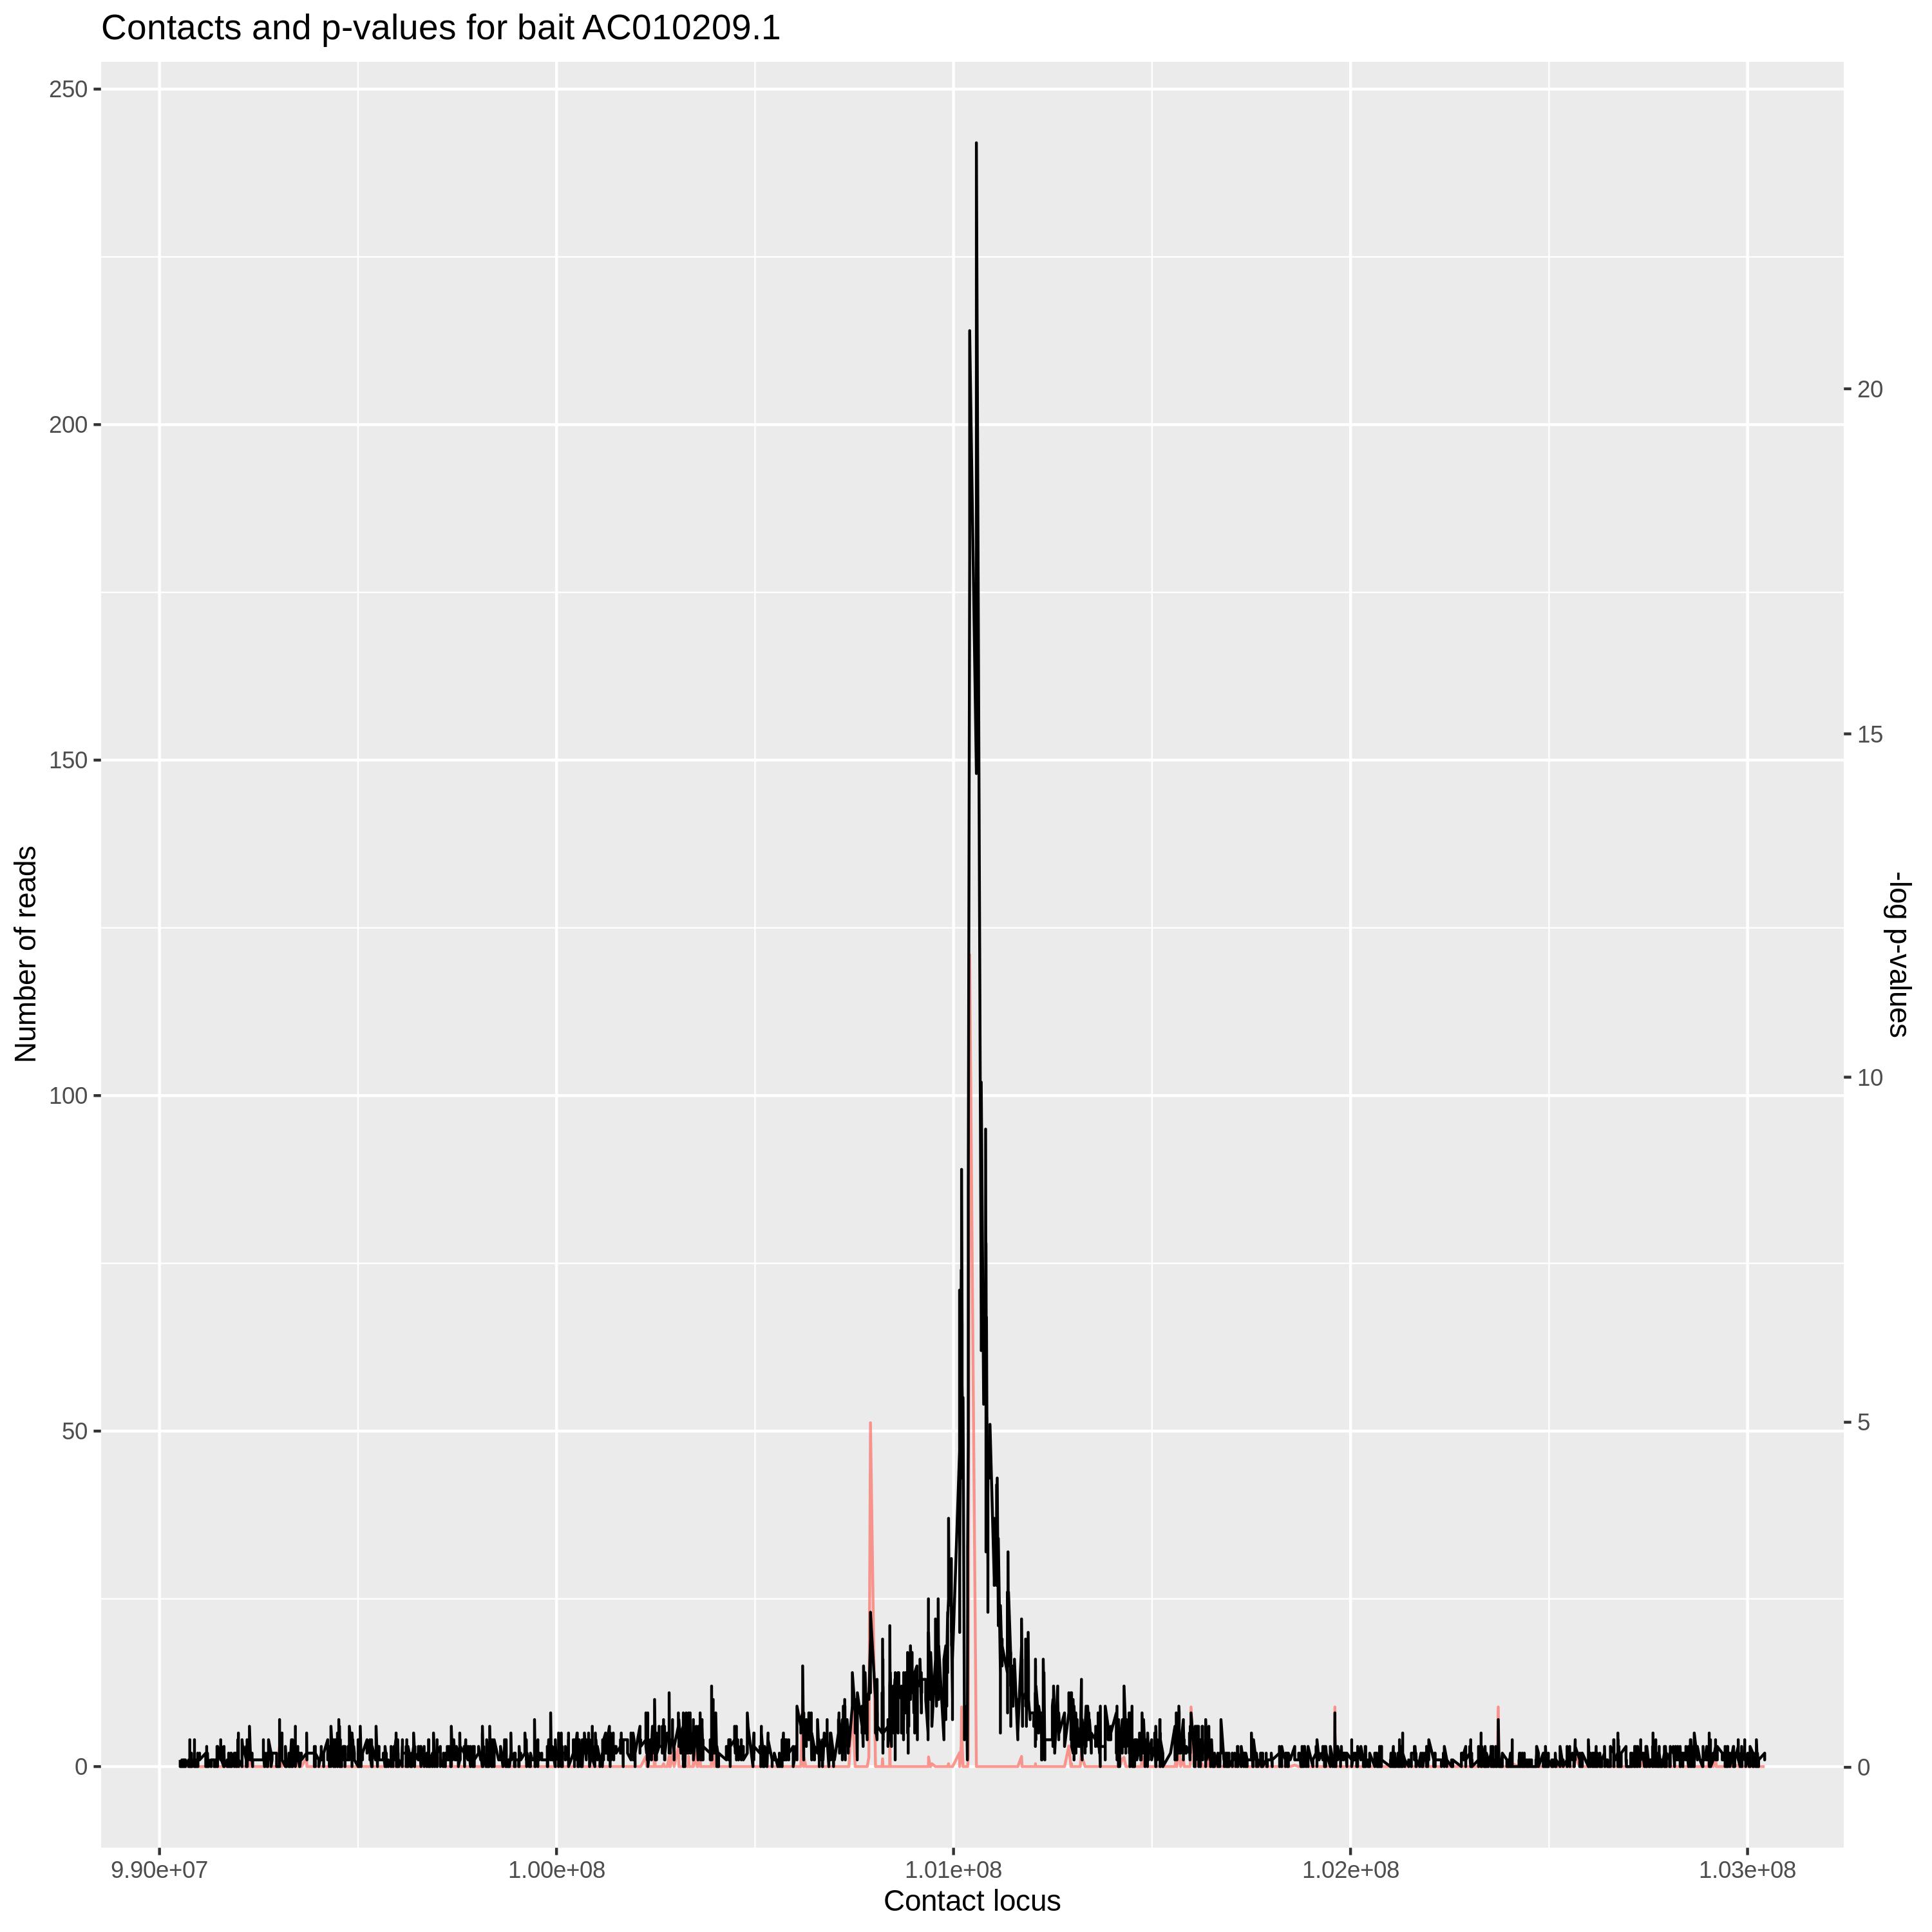 Contacts and p-values for bait AC010209.1
250
200
150
100
50
0
Number of reads
20
15
10
5
0
-log p-values
9.90e+07
1.00e+08
1.01e+08
1.02e+08
1.03e+08
Contact locus